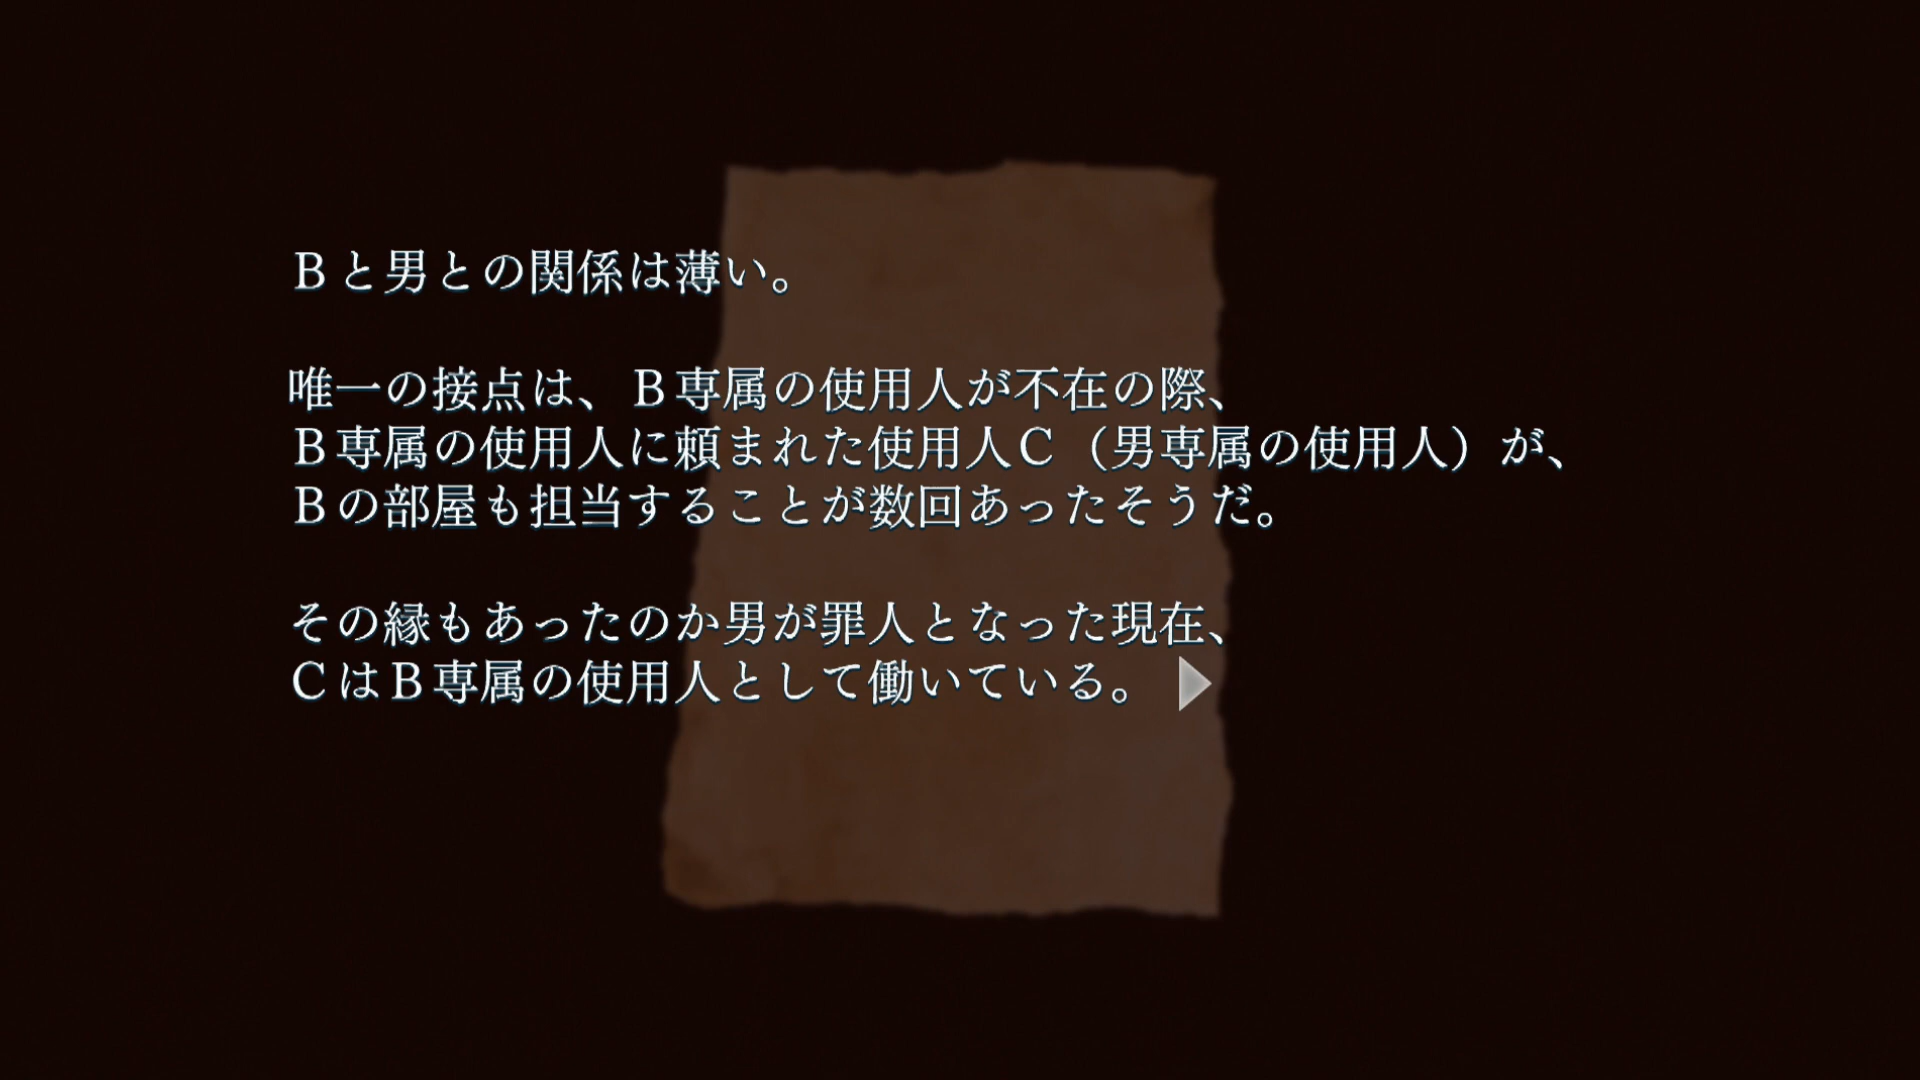 Ｂと男との関係は薄い。
唯一の接点は、Ｂ専属の使用人が不在の際、
Ｂ専属の使用人に頼まれた使用人Ｃ（男専属の使用人）が、
Ｂの部屋も担当することが数回あったそうだ。
その縁もあったのか男が罪人となった現在、
ＣはＢ専属の使用人として働いている。